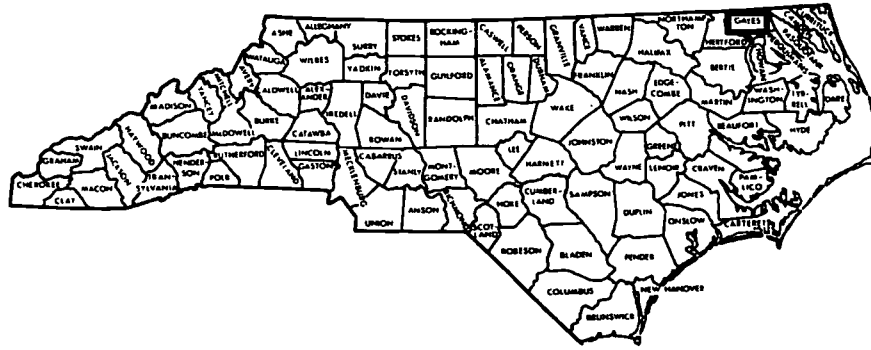 ASHE
ALLEGHANY
SURRY
STOKES
ROCKING-
HAM
CASWELL
PERSON
GRANVILLE
VANCE
WARREN
NORTHAMP
TON
GATES
HERTFORD
HALIFAX
BERTIE
WATAUGA
WILKES
YADKIN
FORSYTH
GUILFORD
ALAMANCE
ORANGE
DURHAM
FRANKLIN
NASH
EDGE-
COMBE
MARTIN
WASH-
INGTON
TYR-
RELL
DARE
MITCHELL
AVERY
CALDWELL
ALEX-
ANDER
IREDELL
DAVIE
DAVIDSON
RANDOLPH
CHATHAM
WAKE
WILSON
PITT
BEAUFORT
HYDE
MADISON
YANCEY
BURKE
CATAWBA
ROWAN
BUNCOMBE
McDOWELL
LINCOLN
GASTON
CLEVELAND
RUTHERFORD
POLK
HENDER-
SON
TRAN-
SYLVANIA
HAYWOOD
JACKSON
SWAIN
GRAHAM
CHEROKEE
CLAY
MACON
MECKLENBURG
CABARRUS
STANLY
MONT-
GOMERY
MOORE
LEE
HARNETT
JOHNSTON
WAYNE
GREENE
LENOIR
CRAVEN
PAM-
LICO
UNION
ANSON
SCOT-
LAND
HOKE
CUMBER-
LAND
SAMPSON
DUPLIN
JONES
ONSLOW
CARTERET
ROBESON
BLADEN
PENDER
COLUMBUS
NEW HANOVER
BRUNSWICK